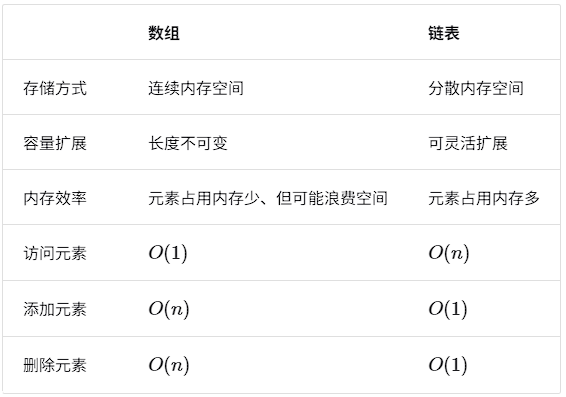 数组 链表
存储方式 连续内存空间 分散内存空间
容量扩展 长度不可变 可灵活扩展
内存效率 元素占用内存少、但可能浪费空间 元素占用内存多
访问元素 O(1) O(n)
添加元素 O(n) O(1)
删除元素 O(n) O(1)